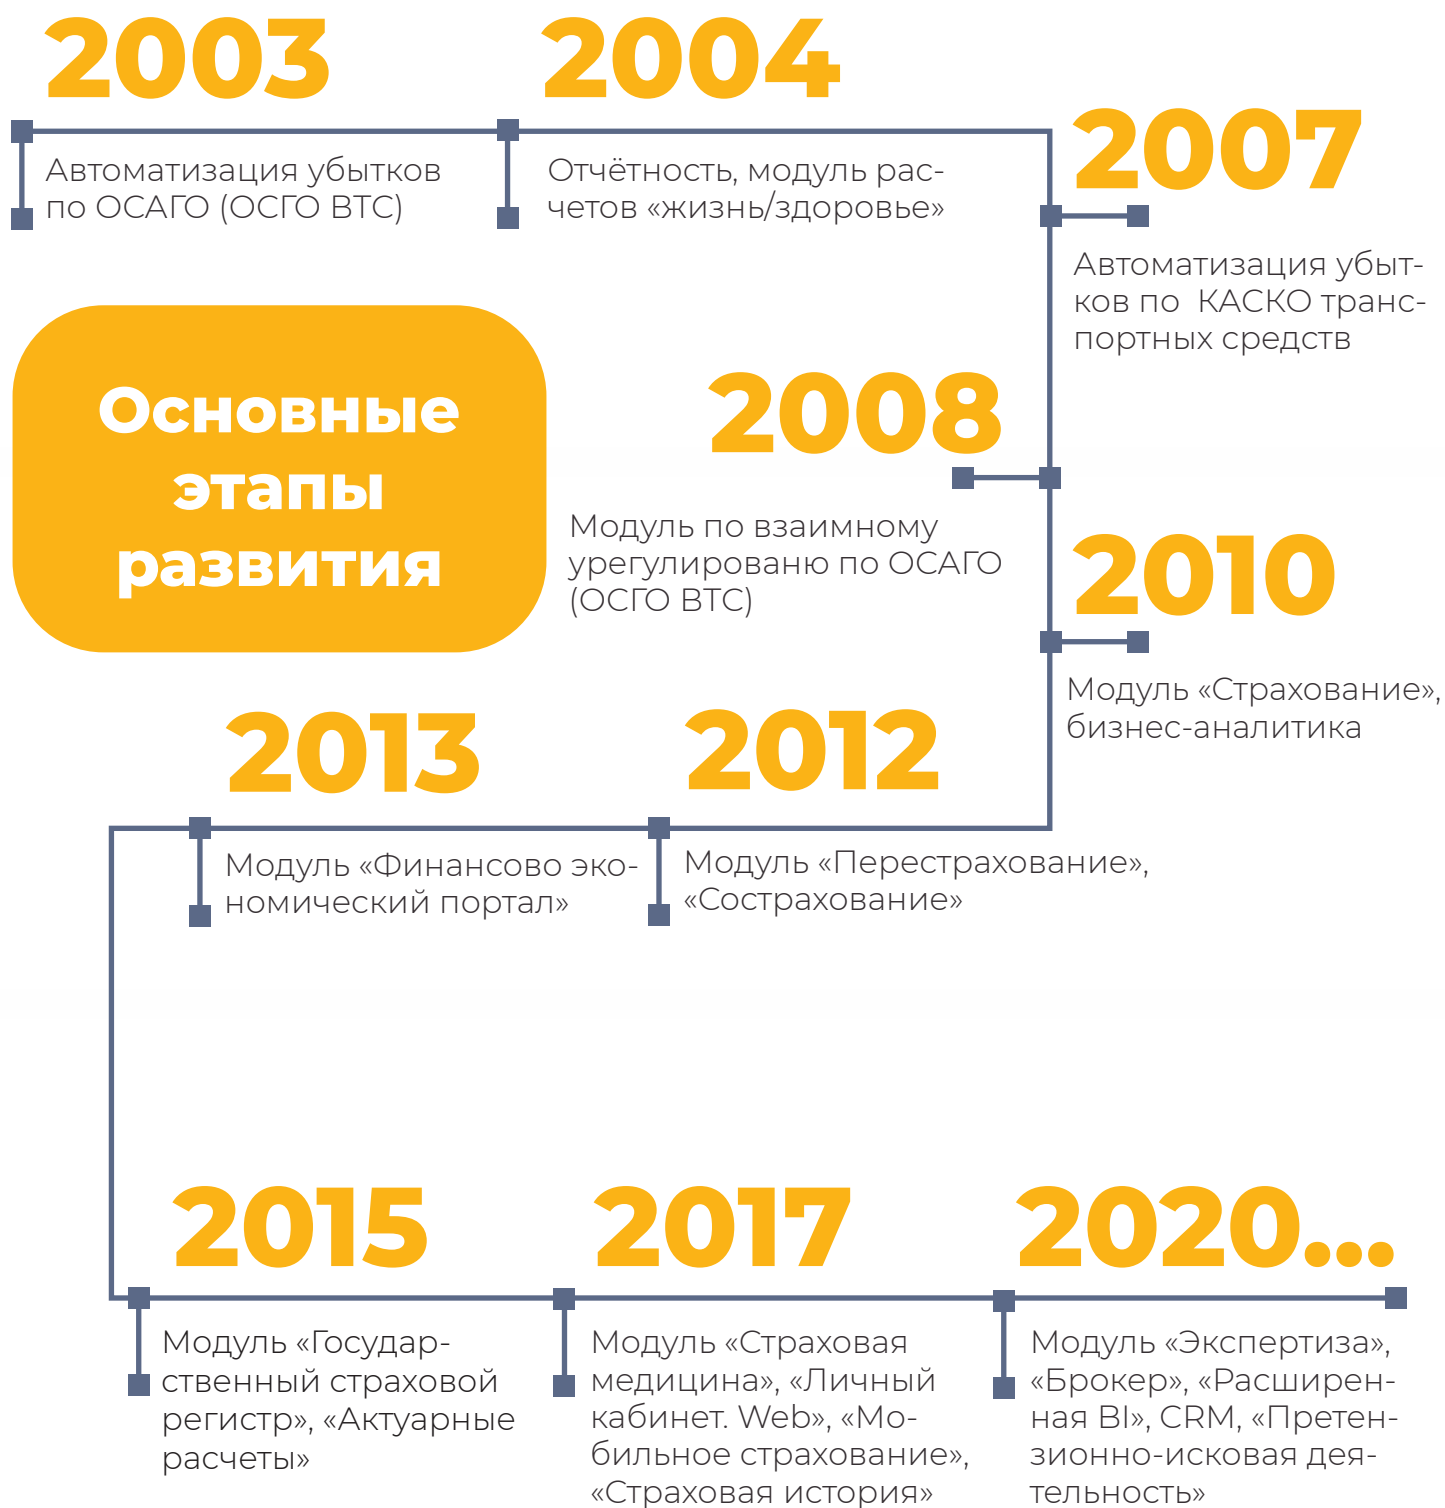 2003
Автоматизация убытков
по ОСАГО (ОСГО ВТС)
2004
Отчётность, модуль рас-
четов «жизнь/здоровье»
2007
Автоматизация убыт-
ков по  КАСКО транс-
портных средств
Основные
этапы
развития
2008
Модуль по взаимному
урегулированю по ОСАГО
(ОСГО ВТС)
2010
Модуль «Страхование»,
бизнес-аналитика
2013
Модуль «Финансово эко-
номический портал»
2012
Модуль «Перестрахование»,
«Сострахование»
2015
Модуль «Государ-
ственный страховой
регистр», «Актуарные
расчеты»
2017
Модуль «Страховая
медицина», «Личный
кабинет. Web», «Мо-
бильное страхование»,
«Страховая история»
2020...
Модуль «Экспертиза»,
«Брокер», «Расширен-
ная BI», CRM, «Претен-
зионно-исковая дея-
тельность»